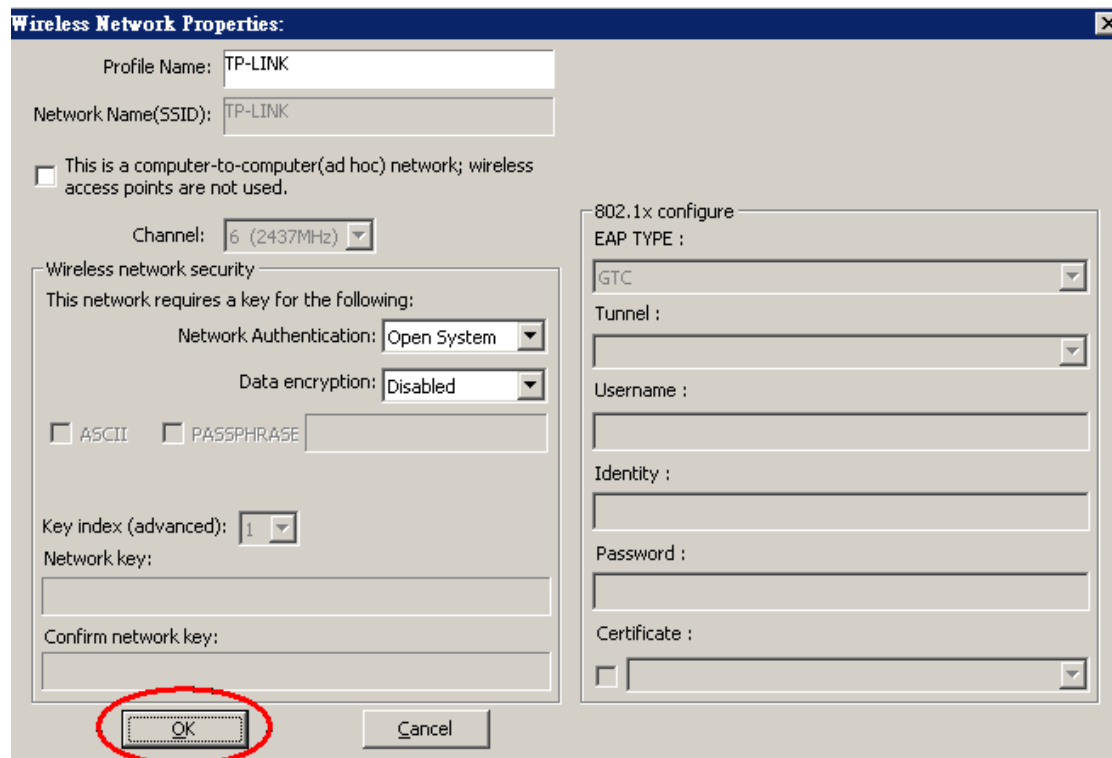 Wireless Network Properties:
Profile Name: TP-LINK
Network Name(SSID): TP-LINK
This is a computer-to-computer(ad hoc) network; wireless
access points are not used.
Channel: 6 (2437MHz)
Wireless network security
This network requires a key for the following:
Network Authentication: Open System
Data encryption: Disabled
ASCII PASSPHRASE
Key index (advanced): 1
Network key:
Confirm network key:
OK Cancel
802.1x configure
EAP TYPE :
GTC
Tunnel :
Username :
Identity :
Password :
Certificate :